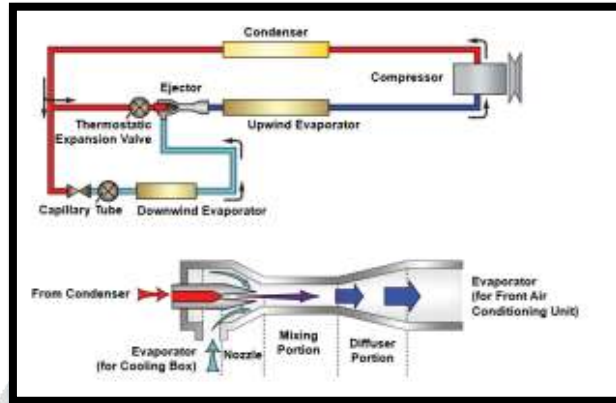 Condenser
Compressor
Ejector
Thermostatic
Expansion Valve
Upwind Evaporator
Capillary Tube
Downwind Evaporator
From Condenser
Evaporator
(for Front Air
Conditioning Unit)
Mixing
Portion
Diffuser
Portion
Nozzle
Evaporator
(for Cooling Box)